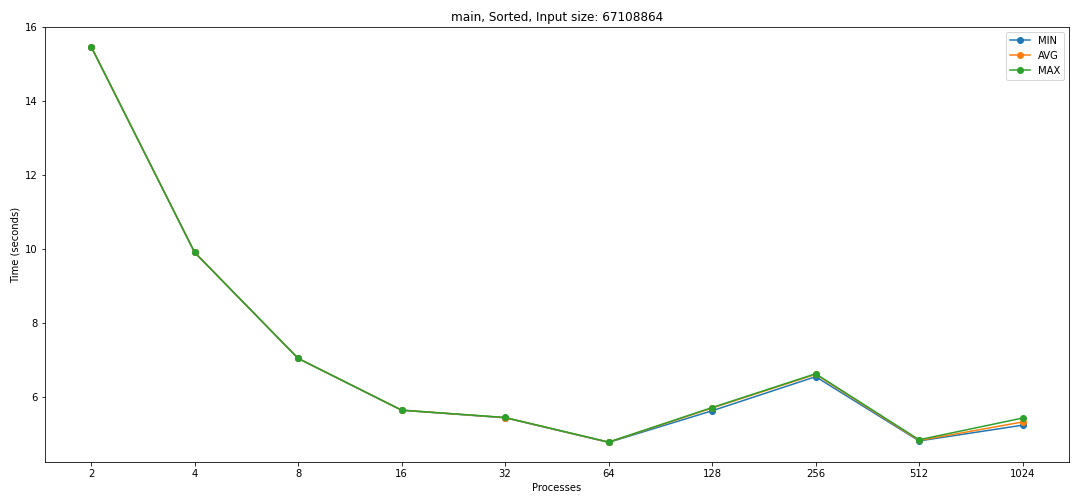 main, Sorted, Input size: 67108864
MIN
AVG
MAX
Time (seconds)
16
14
12
10
8
6
2 4 8 16 32 64 128 256 512 1024
Processes